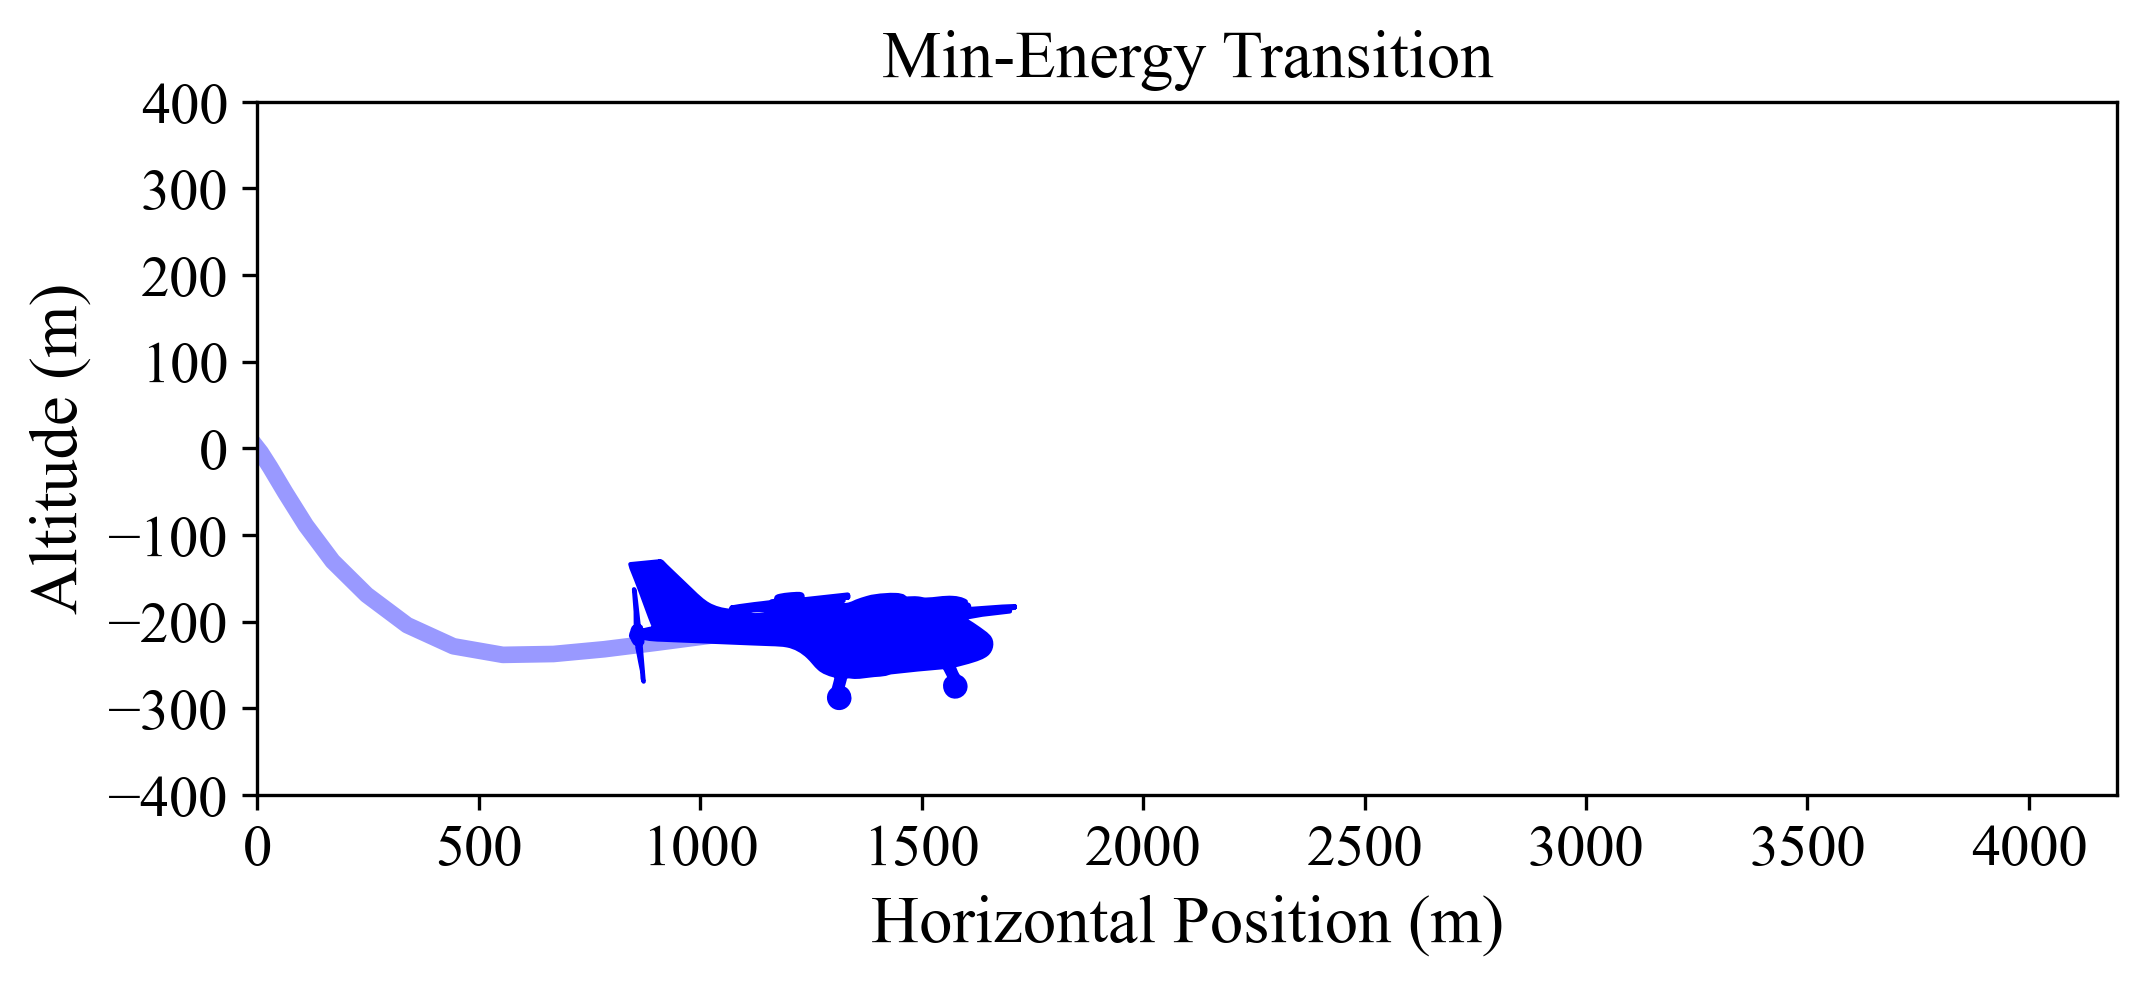 Min-Energy Transition
400
300
200
100
0
−100
−200
−300
−400
Altitude (m)
0 500 1000 1500 2000 2500 3000 3500 4000
Horizontal Position (m)